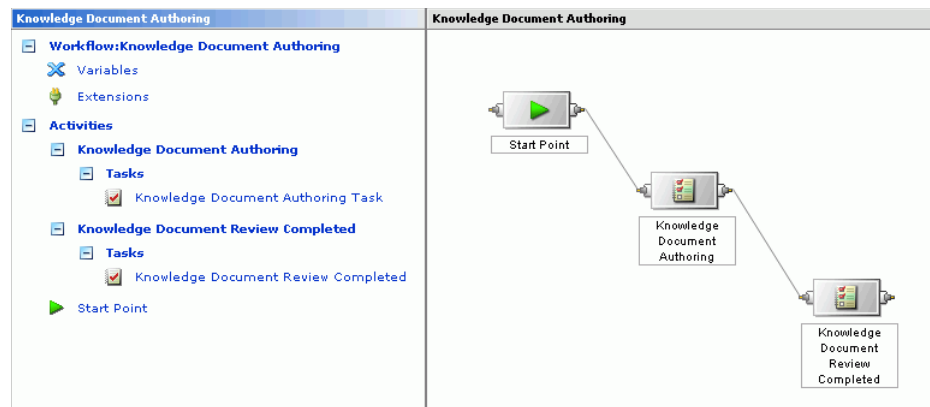 Knowledge Document Authoring
Workflow:Knowledge Document Authoring
Variables
Extensions
Activities
Knowledge Document Authoring
Tasks
Knowledge Document Authoring Task
Knowledge Document Review Completed
Tasks
Knowledge Document Review Completed
Start Point
Knowledge Document Authoring
Start Point
Knowledge
Document
Authoring
Knowledge
Document
Review
Completed